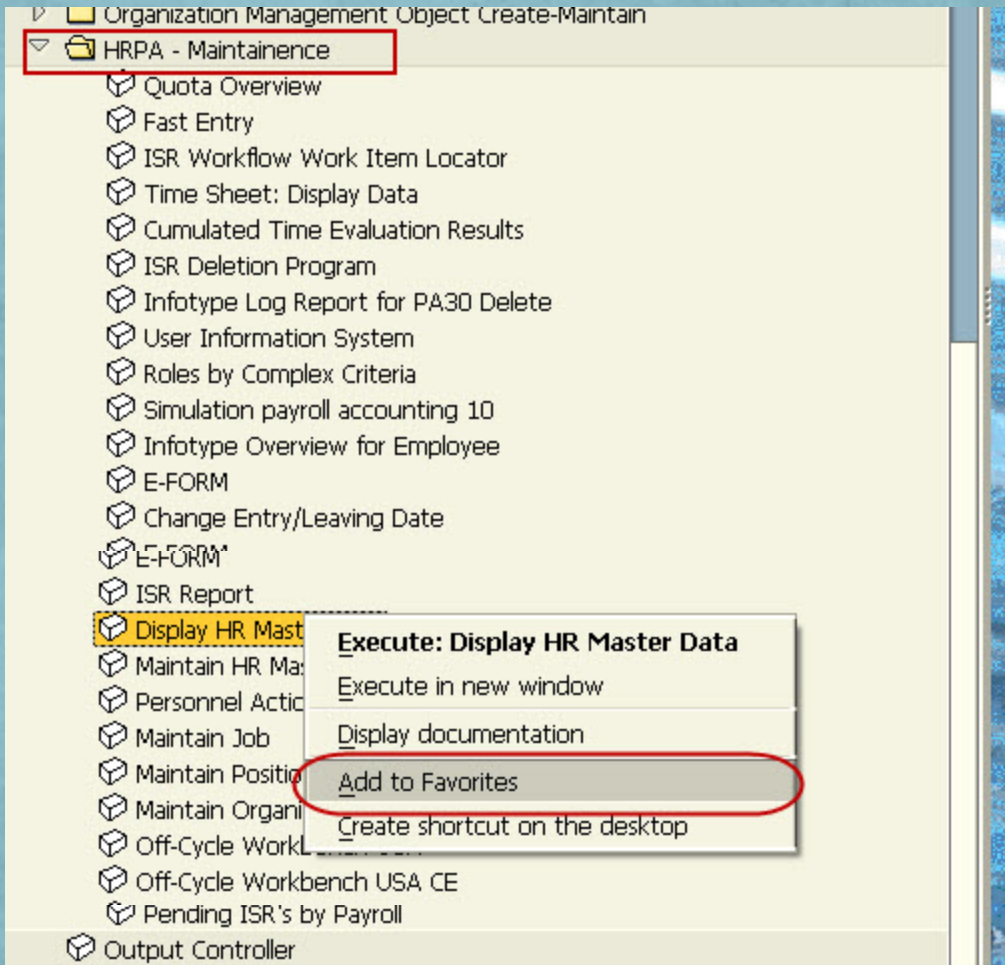 Organization Management Object Create-Maintain
HRPA - Maintainence
Quota Overview
Fast Entry
ISR Workflow Work Item Locator
Time Sheet: Display Data
Cumulated Time Evaluation Results
ISR Deletion Program
Infotype Log Report for PA30 Delete
User Information System
Roles by Complex Criteria
Simulation payroll accounting 10
Infotype Overview for Employee
E-FORM
Change Entry/Leaving Date
E-FORM
ISR Report
Display HR Mast
Execute: Display HR Master Data
Maintain HR Mas
Execute in new window
Personnel Actic
Maintain Job
Display documentation
Maintain Positio
Add to Favorites
Maintain Organi
Create shortcut on the desktop
Off-Cycle Work
Off-Cycle Workbench USA CE
Pending ISR's by Payroll
Output Controller